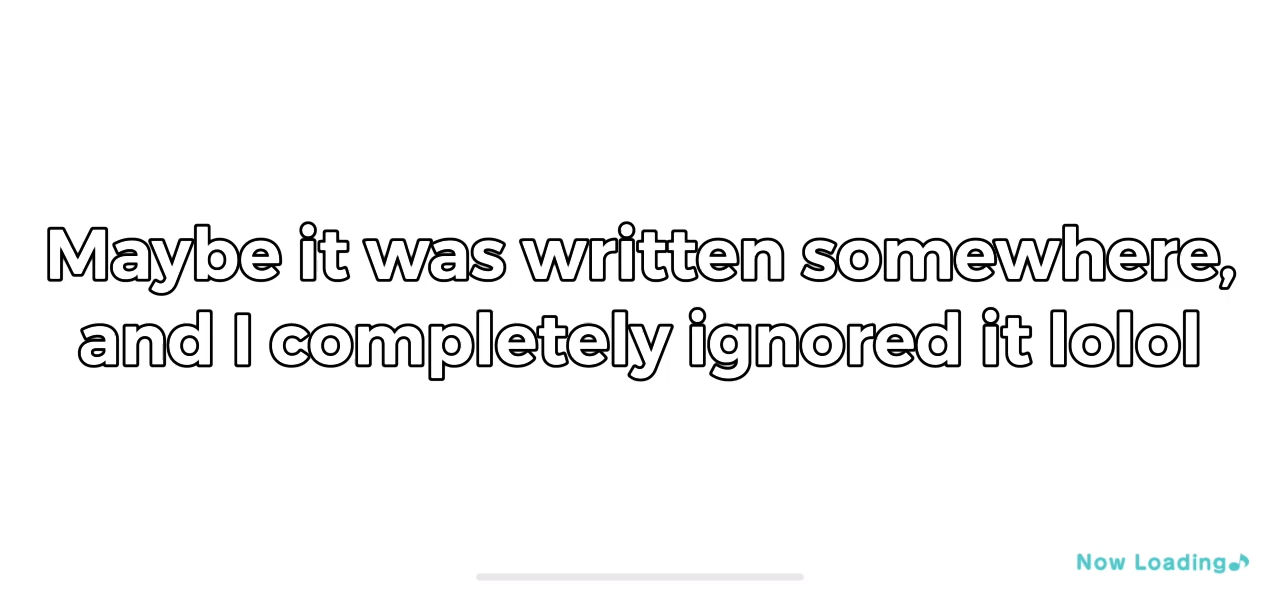 Maybe it was written somewhere,
and I completely ignored it lolol
Now Loading♪